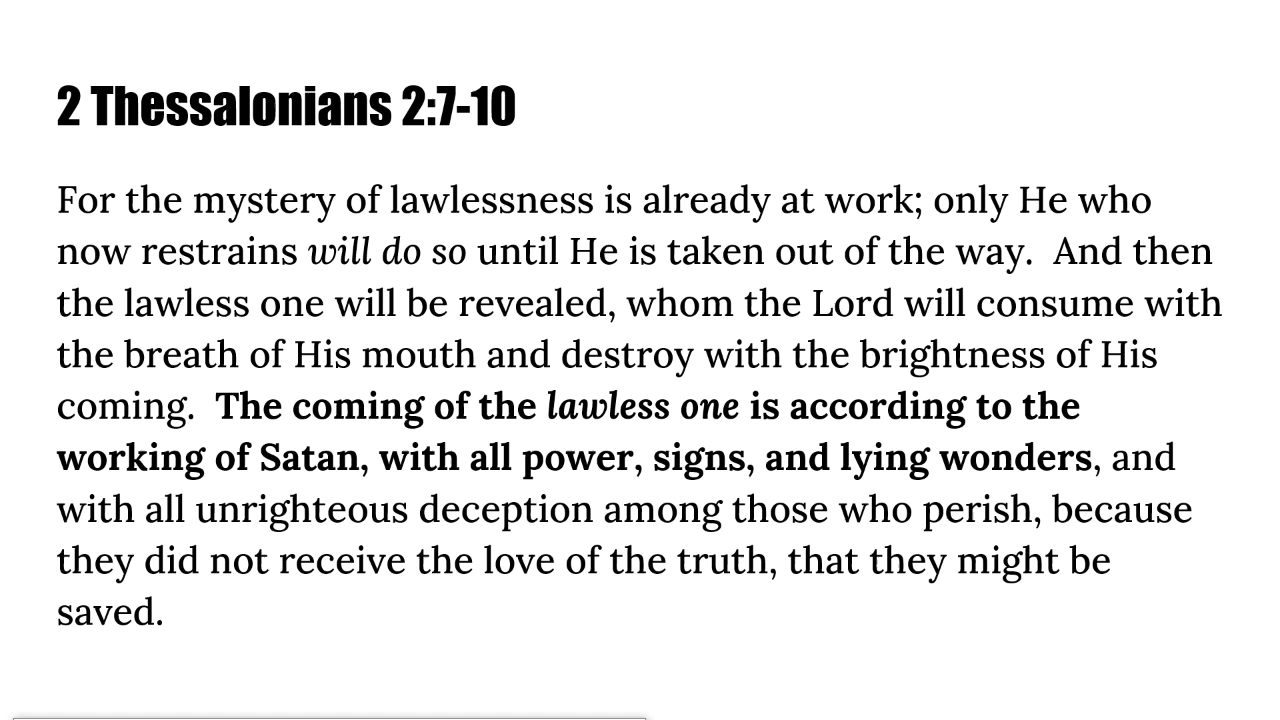 2 Thessalonians 2:7-10
For the mystery of lawlessness is already at work; only He who
now restrains will do so until He is taken out of the way.  And then
the lawless one will be revealed, whom the Lord will consume with
the breath of His mouth and destroy with the brightness of His
coming.  The coming of the lawless one is according to the
working of Satan, with all power, signs, and lying wonders, and
with all unrighteous deception among those who perish, because
they did not receive the love of the truth, that they might be
saved.